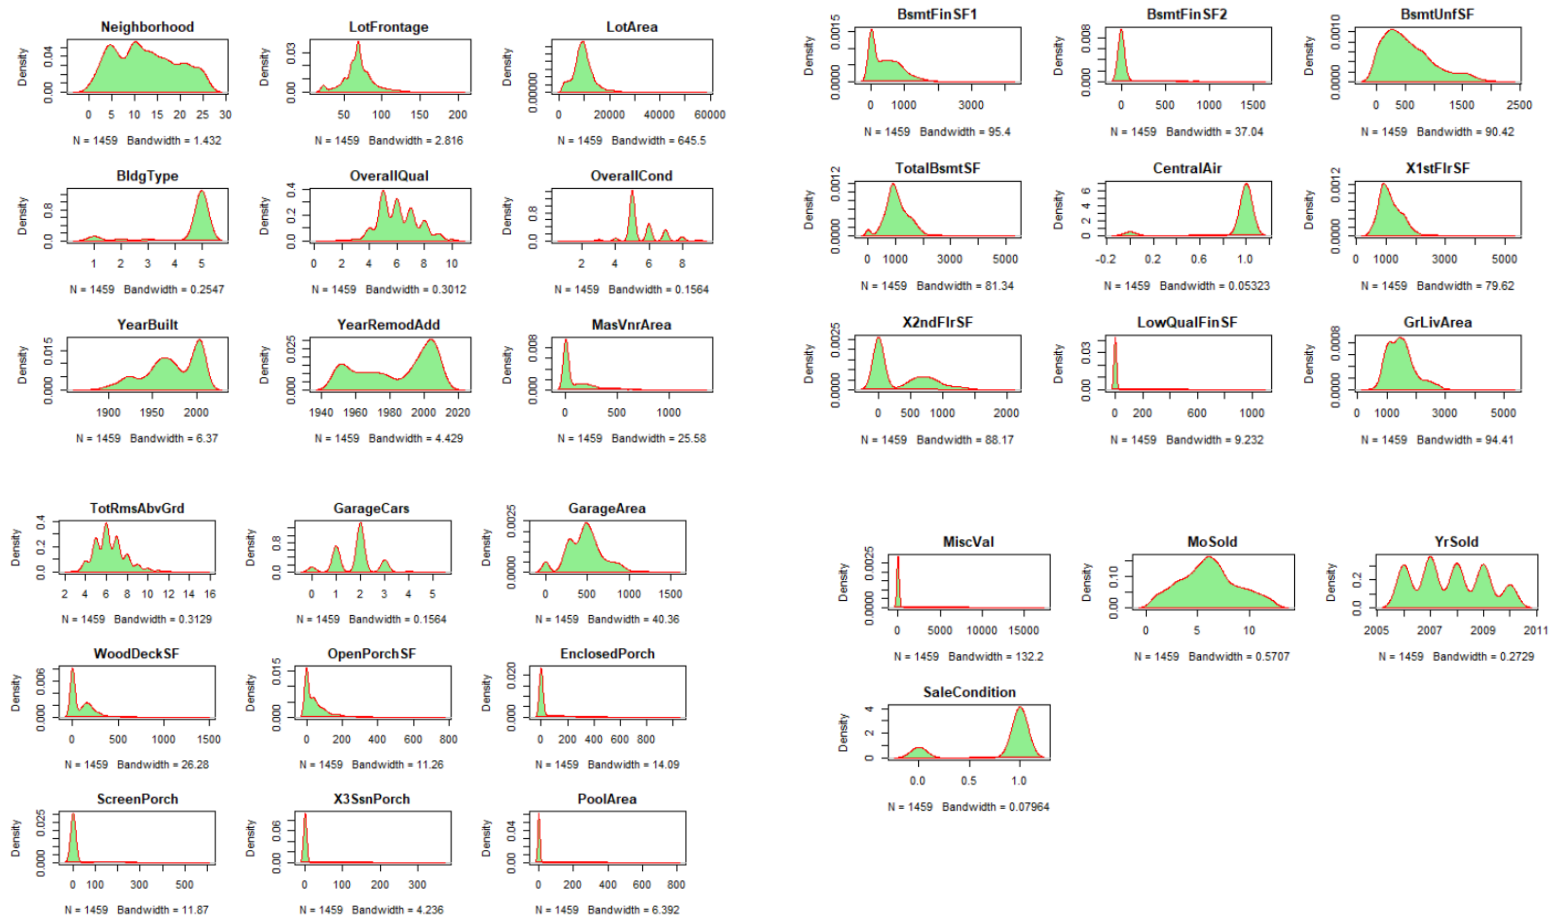 Neighborhood
Density
0.00 0.04
0 5 10 15 20 25 30
N = 1459 Bandwidth = 1.432
LotFrontage
Density
0.00 0.03
50 100 150 200
N = 1459 Bandwidth = 2.816
LotArea
Density
0.00000
0 20000 40000 60000
N = 1459 Bandwidth = 645.5
BldgType
Density
0.0 0.8
1 2 3 4 5
N = 1459 Bandwidth = 0.2547
OverallQual
Density
0.0 0.2 0.4
0 2 4 6 8 10
N = 1459 Bandwidth = 0.3012
OverallCond
Density
0.0 0.8
2 4 6 8
N = 1459 Bandwidth = 0.1564
YearBuilt
Density
0.000 0.015
1900 1950 2000
N = 1459 Bandwidth = 6.37
YearRemodAdd
Density
0.000 0.025
1940 1960 1980 2000 2020
N = 1459 Bandwidth = 4.429
MasVnrArea
Density
0.000 0.008
0 500 1000
N = 1459 Bandwidth = 25.58
BsmtFinSF1
Density
0.0000 0.0015
0 1000 3000
N = 1459 Bandwidth = 95.4
BsmtFinSF2
Density
0.000 0.008
0 500 1000 1500
N = 1459 Bandwidth = 37.04
BsmtUnfSF
Density
0.0000 0.0010
0 500 1500 2500
N = 1459 Bandwidth = 90.42
TotalBsmtSF
Density
0.0000 0.0012
0 1000 3000 5000
N = 1459 Bandwidth = 81.34
CentralAir
Density
0 2 4 6
-0.2 0.2 0.6 1.0
N = 1459 Bandwidth = 0.05323
X1stFlrSF
Density
0.0000 0.0012
0 1000 3000 5000
N = 1459 Bandwidth = 79.62
X2ndFlrSF
Density
0.0000 0.0025
0 500 1000 2000
N = 1459 Bandwidth = 88.17
LowQualFinSF
Density
0.00 0.03
0 200 600 1000
N = 1459 Bandwidth = 9.232
GrLivArea
Density
0.0000 0.0008
0 1000 3000 5000
N = 1459 Bandwidth = 94.41
TotRmsAbvGrd
Density
0.0 0.2 0.4
2 4 6 8 10 12 14 16
N = 1459 Bandwidth = 0.3129
GarageCars
Density
0.0 0.8
0 1 2 3 4 5
N = 1459 Bandwidth = 0.1564
GarageArea
Density
0.0000 0.0025
0 500 1000 1500
N = 1459 Bandwidth = 40.36
WoodDeckSF
Density
0.000 0.006
0 500 1000 1500
N = 1459 Bandwidth = 26.28
OpenPorchSF
Density
0.000 0.015
0 200 400 600 800
N = 1459 Bandwidth = 11.26
EnclosedPorch
Density
0.000 0.020
0 200 400 600 800
N = 1459 Bandwidth = 14.09
ScreenPorch
Density
0.000 0.025
0 100 300 500
N = 1459 Bandwidth = 11.87
X3SsnPorch
Density
0.00 0.06
0 100 200 300
N = 1459 Bandwidth = 4.236
PoolArea
Density
0.00 0.04
0 200 400 600 800
N = 1459 Bandwidth = 6.392
MiscVal
Density
0.0000 0.0025
0 5000 10000 15000
N = 1459 Bandwidth = 132.2
MoSold
Density
0.00 0.10
0 5 10
N = 1459 Bandwidth = 0.5707
YrSold
Density
0.0 0.2
2005 2007 2009 2011
N = 1459 Bandwidth = 0.2729
SaleCondition
Density
0 2 4
0.0 0.5 1.0
N = 1459 Bandwidth = 0.07964